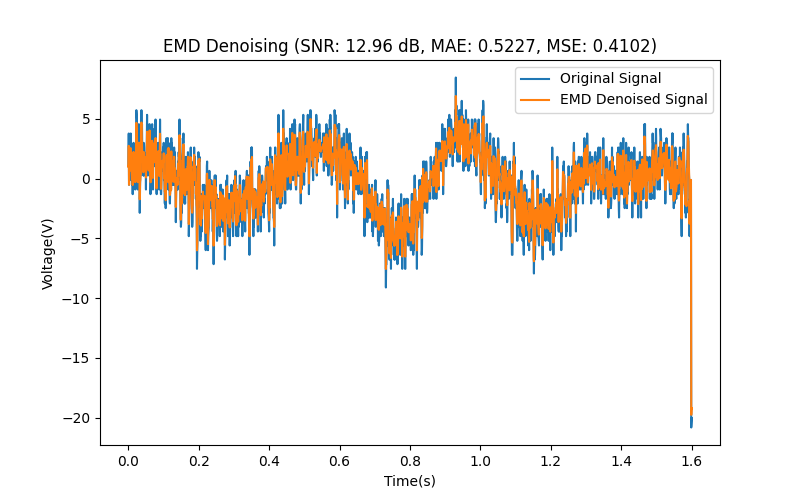 EMD Denoising (SNR: 12.96 dB, MAE: 0.5227, MSE: 0.4102)
Original Signal
EMD Denoised Signal
5
0
−5
−10
−15
−20
Voltage(V)
0.0 0.2 0.4 0.6 0.8 1.0 1.2 1.4 1.6
Time(s)